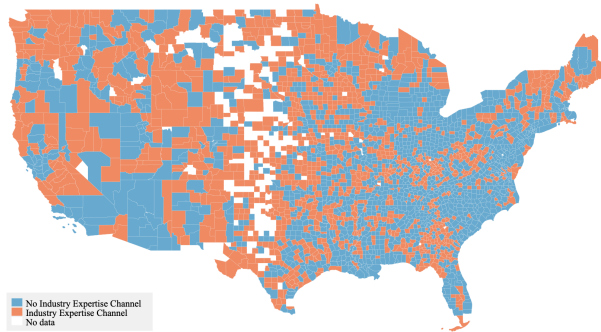 No Industry Expertise Channel
Industry Expertise Channel
No data